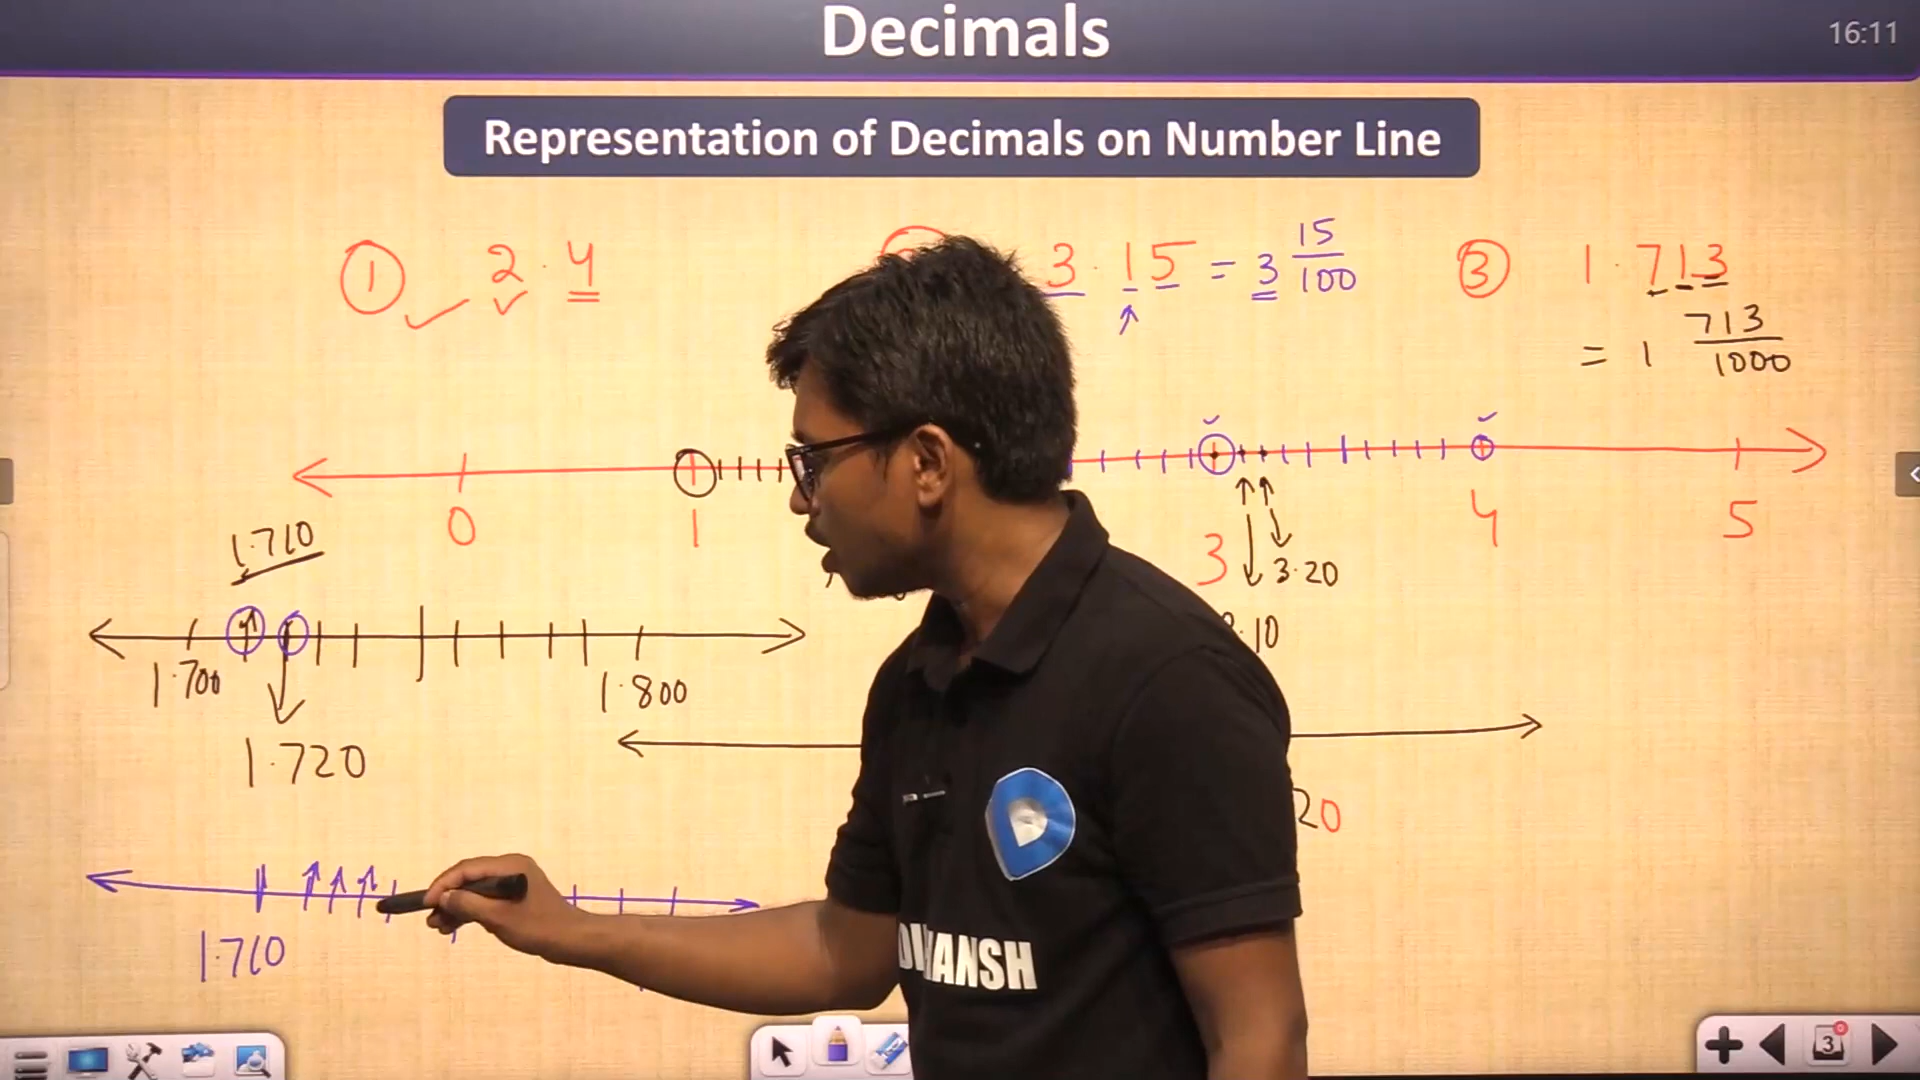 Decimals
16:11
Representation of Decimals on Number Line
① 2.4
3.15 = 3 15/100
③ 1.713
= 1 713/1000
0 1 3 4 5
1.710
3.20
.10
1.700 1.800
1.720
20
1.710
ANSH
3